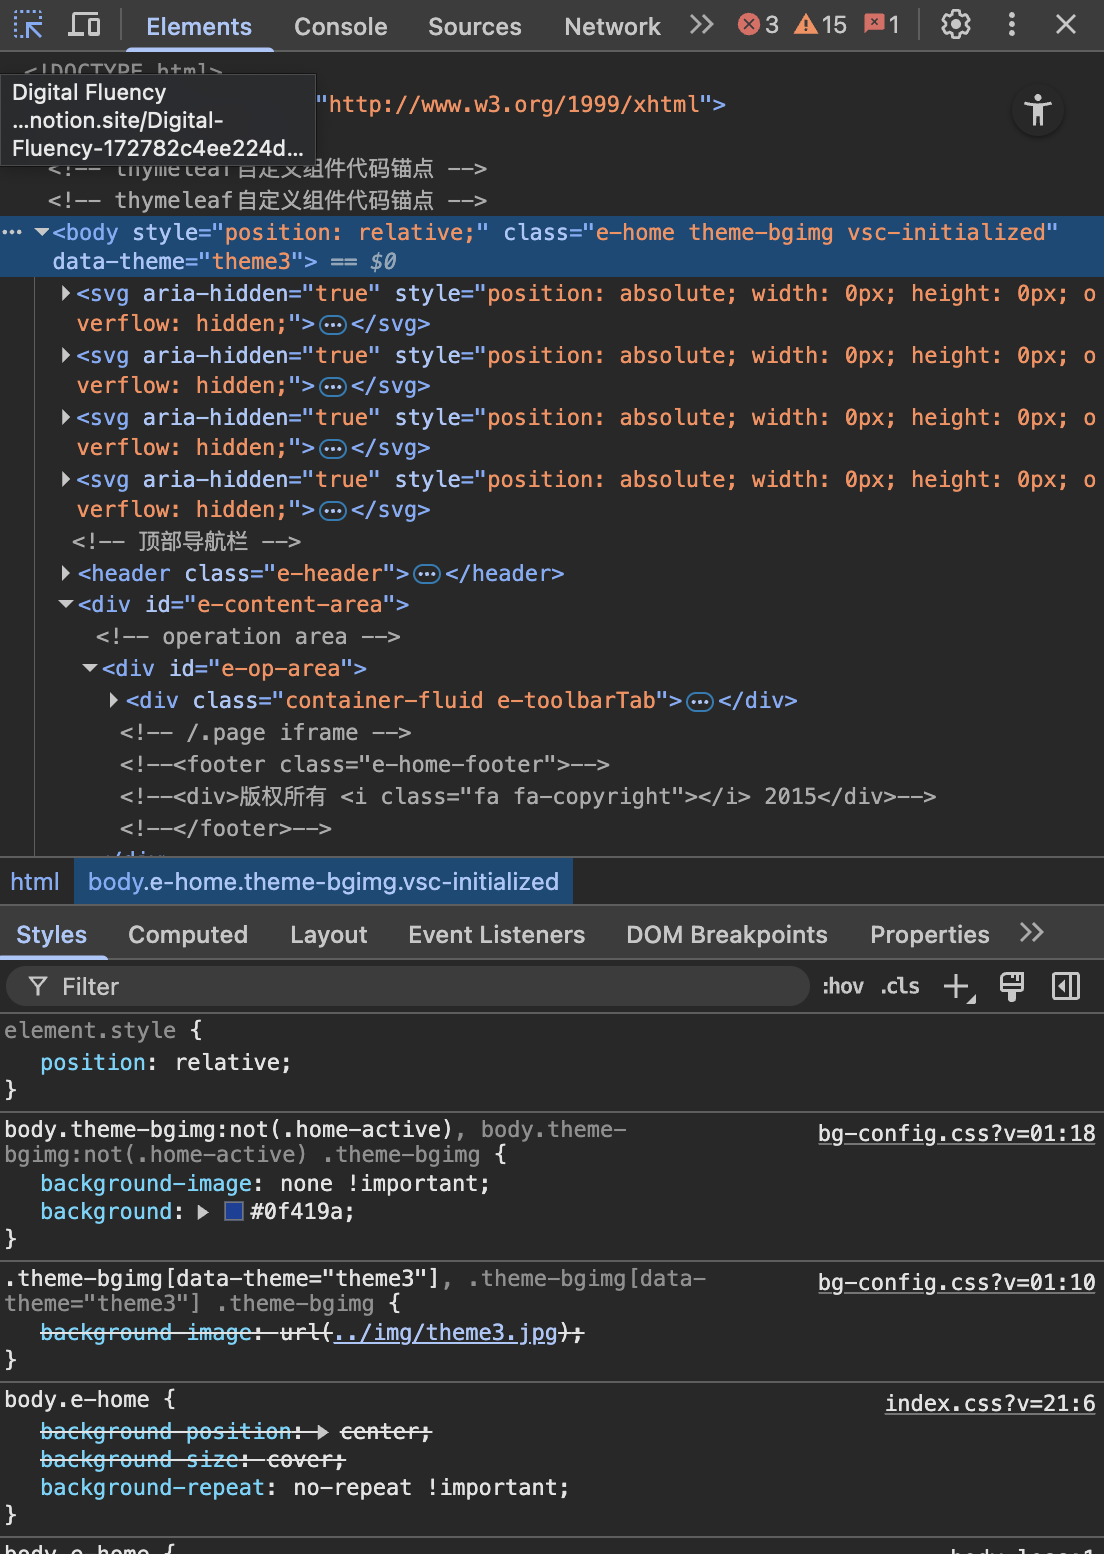 Elements Console Sources Network 3 15 1
<!DOCTYPE html>
Digital Fluency
...notion.site/Digital-
Fluency-172782c4ee224d...
"http://www.w3.org/1999/xhtml">
<!-- thymeleaf自定义组件代码锚点 -->
<!-- thymeleaf自定义组件代码锚点 -->
<body style="position: relative;" class="e-home theme-bgimg vsc-initialized"
data-theme="theme3"> == $0
<svg aria-hidden="true" style="position: absolute; width: 0px; height: 0px; o
verflow: hidden;">…</svg>
<svg aria-hidden="true" style="position: absolute; width: 0px; height: 0px; o
verflow: hidden;">…</svg>
<svg aria-hidden="true" style="position: absolute; width: 0px; height: 0px; o
verflow: hidden;">…</svg>
<svg aria-hidden="true" style="position: absolute; width: 0px; height: 0px; o
verflow: hidden;">…</svg>
<!-- 顶部导航栏 -->
<header class="e-header">…</header>
<div id="e-content-area">
<!-- operation area -->
<div id="e-op-area">
<div class="container-fluid e-toolbarTab">…</div>
<!-- /.page iframe -->
<!--<footer class="e-home-footer">-->
<!--<div>版权所有 <i class="fa fa-copyright"></i> 2015</div>-->
<!--</footer>-->
</div>
html body.e-home.theme-bgimg.vsc-initialized
Styles Computed Layout Event Listeners DOM Breakpoints Properties
Filter :hov .cls
element.style {
position: relative;
}
body.theme-bgimg:not(.home-active), body.theme- bg-config.css?v=01:18
bgimg:not(.home-active) .theme-bgimg {
background-image: none !important;
background: #0f419a;
}
.theme-bgimg[data-theme="theme3"], .theme-bgimg[data- bg-config.css?v=01:10
theme="theme3"] .theme-bgimg {
background-image: url(../img/theme3.jpg);
}
body.e-home { index.css?v=21:6
background-position: center;
background-size: cover;
background-repeat: no-repeat !important;
}
body.e-home { body.less:1